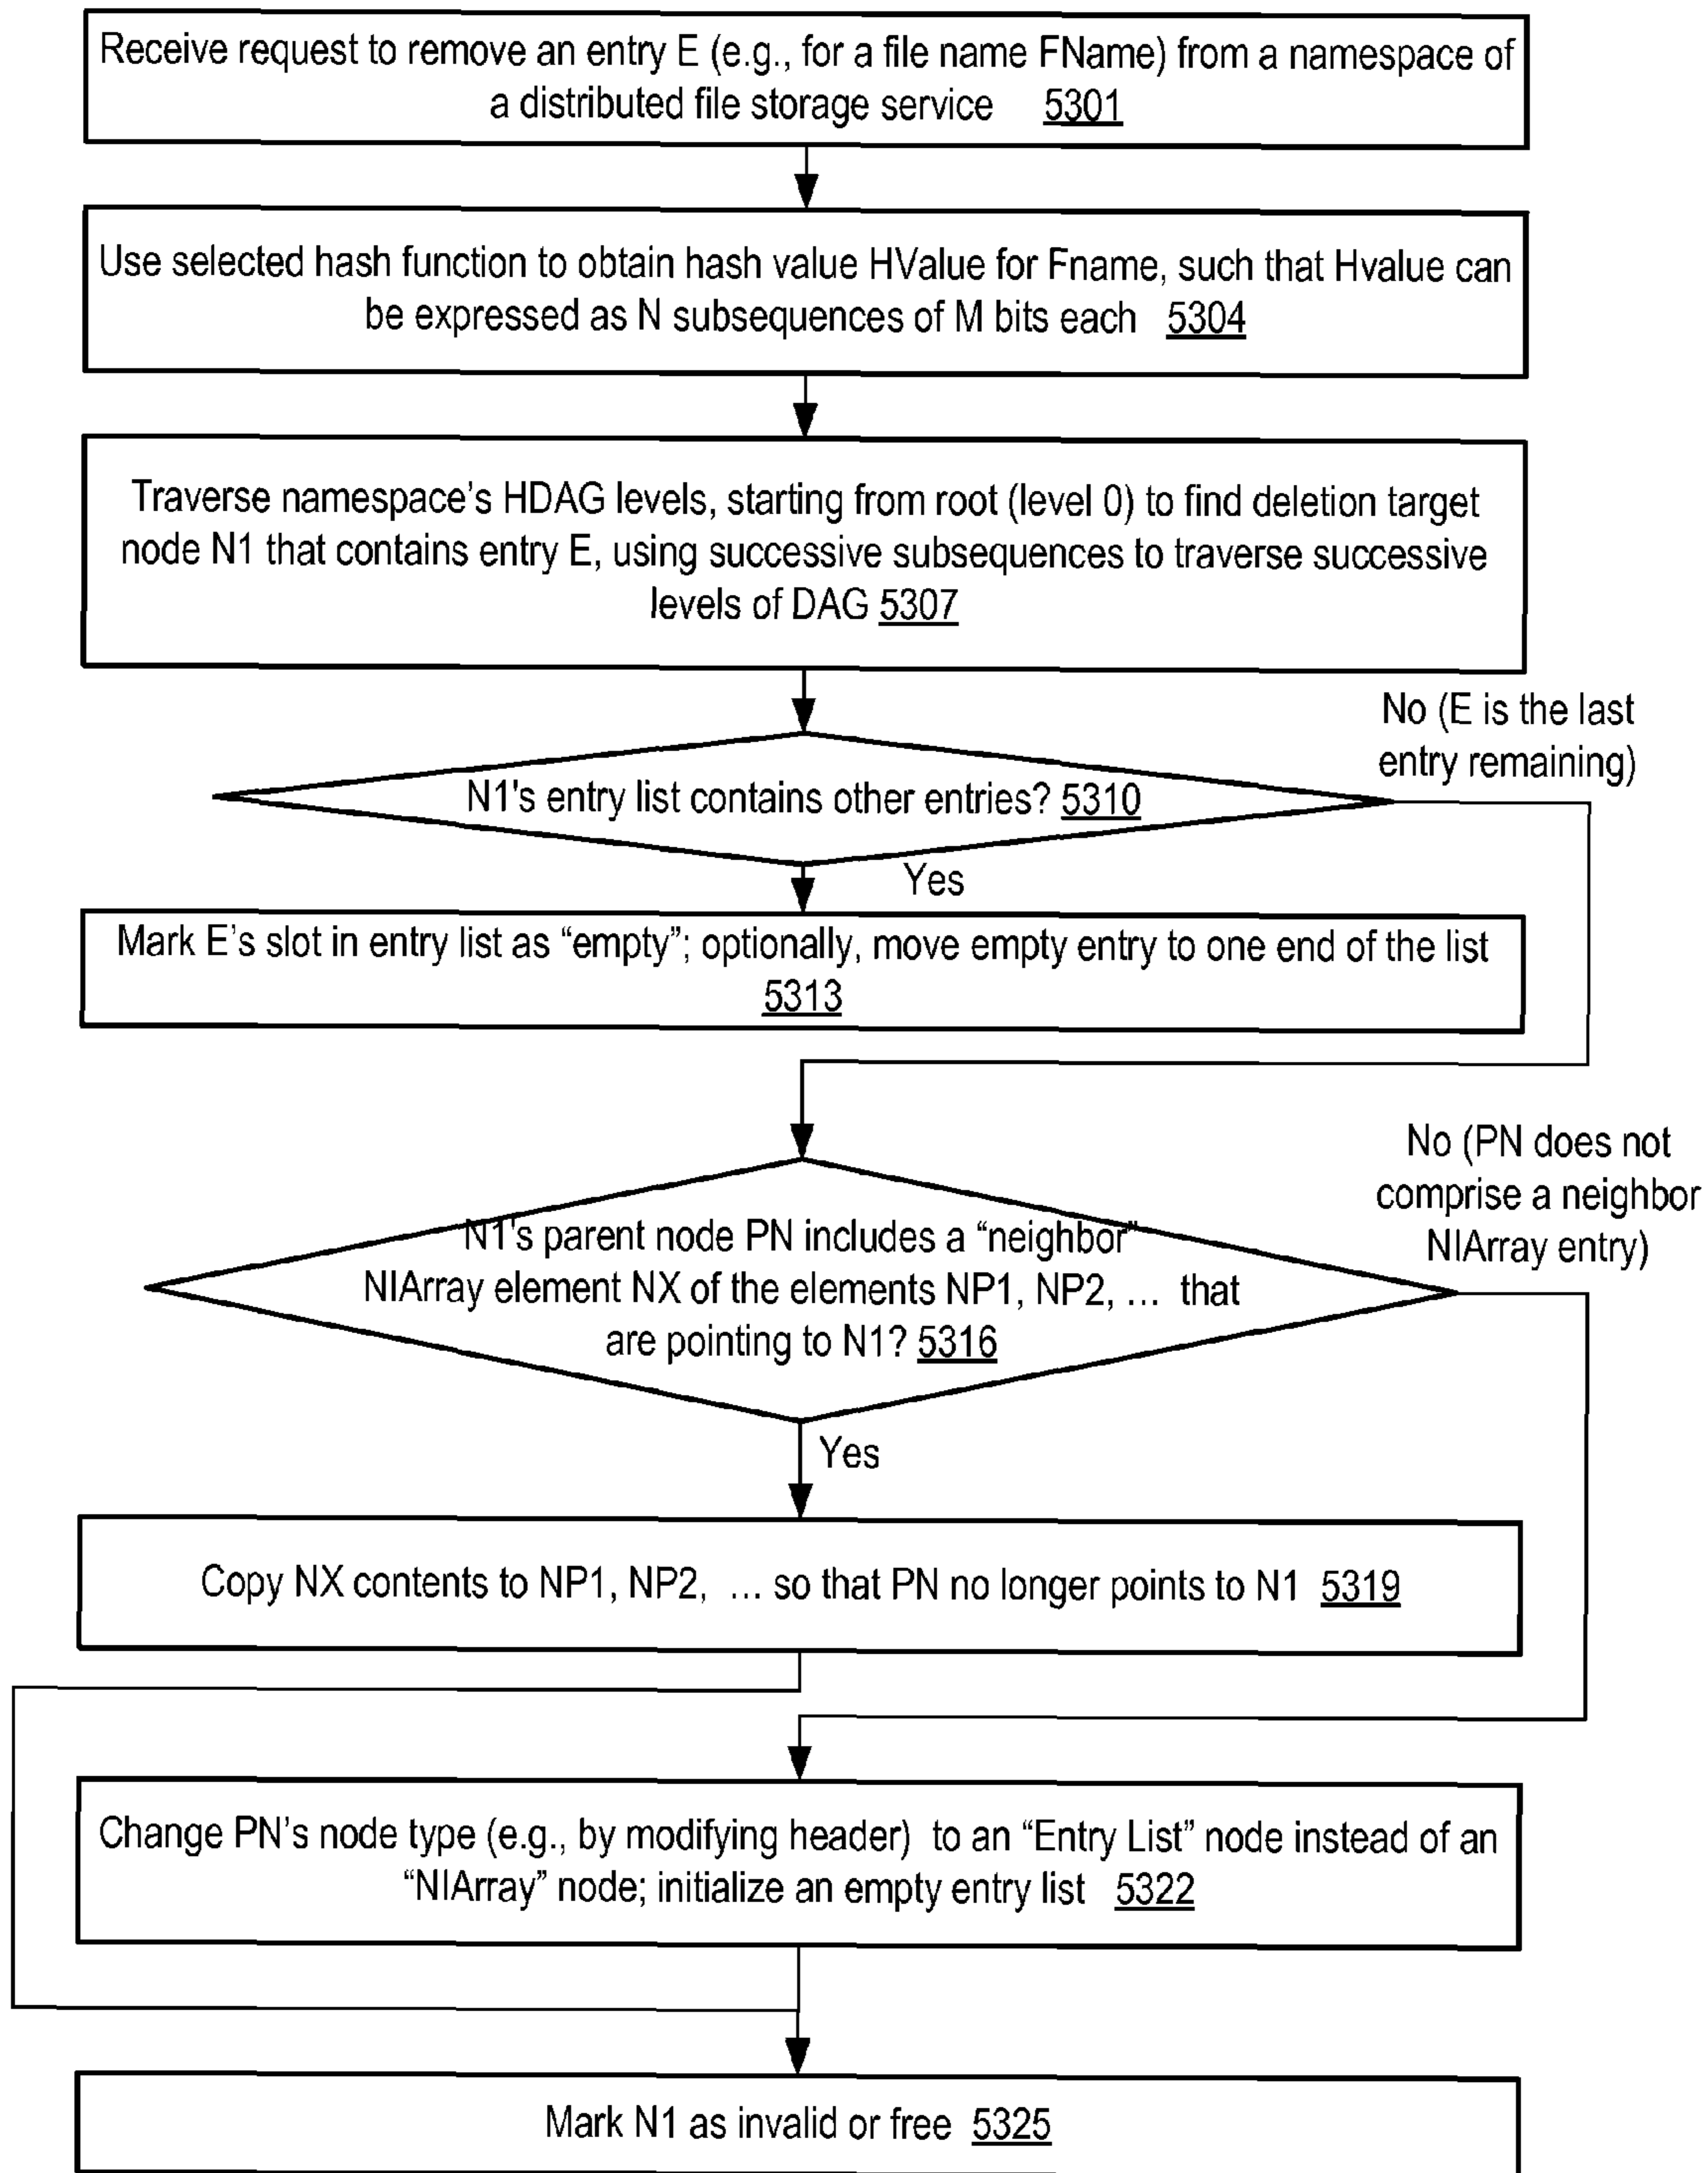 Receive request to remove an entry E (e.g., for a file name FName) from a namespace of
a distributed file storage service 5301
Use selected hash function to obtain hash value HValue for Fname, such that Hvalue can
be expressed as N subsequences of M bits each 5304
Traverse namespace's HDAG levels, starting from root (level 0) to find deletion target
node N1 that contains entry E, using successive subsequences to traverse successive
levels of DAG 5307
No (E is the last
entry remaining)
N1's entry list contains other entries? 5310
Yes
Mark E's slot in entry list as “empty”; optionally, move empty entry to one end of the list
5313
No (PN does not
comprise a neighbor
NIArray entry)
N1's parent node PN includes a “neighbor”
NIArray element NX of the elements NP1, NP2, ... that
are pointing to N1? 5316
Yes
Copy NX contents to NP1, NP2, ... so that PN no longer points to N1 5319
Change PN's node type (e.g., by modifying header) to an “Entry List” node instead of an
“NIArray” node; initialize an empty entry list 5322
Mark N1 as invalid or free 5325